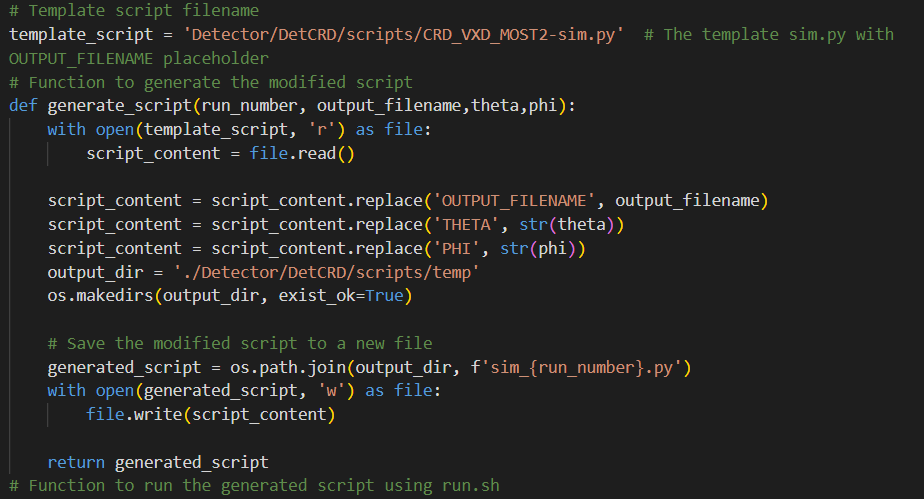 # Template script filename
template_script = 'Detector/DetCRD/scripts/CRD_VXD_MOST2-sim.py'  # The template sim.py with
OUTPUT_FILENAME placeholder
# Function to generate the modified script
def generate_script(run_number, output_filename,theta,phi):
    with open(template_script, 'r') as file:
        script_content = file.read()

    script_content = script_content.replace('OUTPUT_FILENAME', output_filename)
    script_content = script_content.replace('THETA', str(theta))
    script_content = script_content.replace('PHI', str(phi))
    output_dir = './Detector/DetCRD/scripts/temp'
    os.makedirs(output_dir, exist_ok=True)

    # Save the modified script to a new file
    generated_script = os.path.join(output_dir, f'sim_{run_number}.py')
    with open(generated_script, 'w') as file:
        file.write(script_content)

    return generated_script
# Function to run the generated script using run.sh